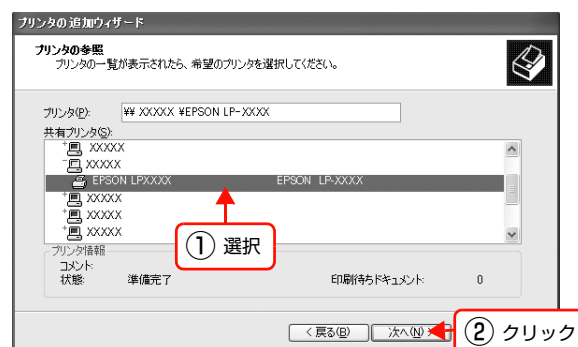 プリンタの追加ウィザード
プリンタの参照
プリンタの一覧が表示されたら、希望のプリンタを選択してください。
プリンタ(P): ¥¥ XXXXX ¥EPSON LP-XXXX
共有プリンタ(S):
XXXXX
XXXXX
EPSON LPXXXX EPSON LP-XXXX
XXXXX
XXXXX
XXXXX
① 選択
プリンタ情報
コメント:
状態: 準備完了 印刷待ちドキュメント: 0
< 戻る(B) 次へ(N) >
② クリック